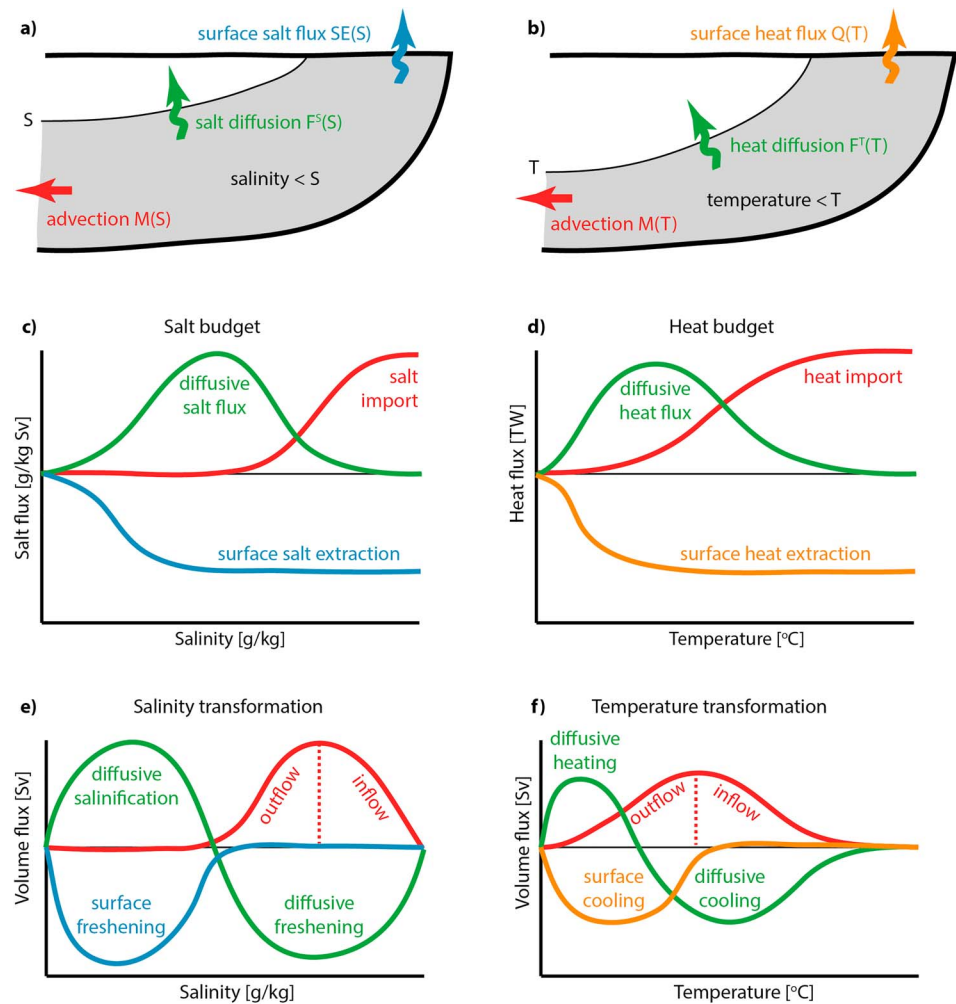 a)
surface salt flux SE(S)
S
salt diffusion Fˢ(S)
salinity < S
advection M(S)
b)
surface heat flux Q(T)
T
heat diffusion Fᵀ(T)
temperature < T
advection M(T)
c)
Salt budget
Salt flux [g/kg Sv]
diffusive
salt flux
salt
import
surface salt extraction
Salinity [g/kg]
d)
Heat budget
Heat flux [TW]
diffusive
heat flux
heat import
surface heat extraction
Temperature [°C]
e)
Salinity transformation
Volume flux [Sv]
diffusive
salinification
outflow
inflow
surface
freshening
diffusive
freshening
Salinity [g/kg]
f)
Temperature transformation
Volume flux [Sv]
diffusive
heating
outflow
inflow
surface
cooling
diffusive
cooling
Temperature [°C]